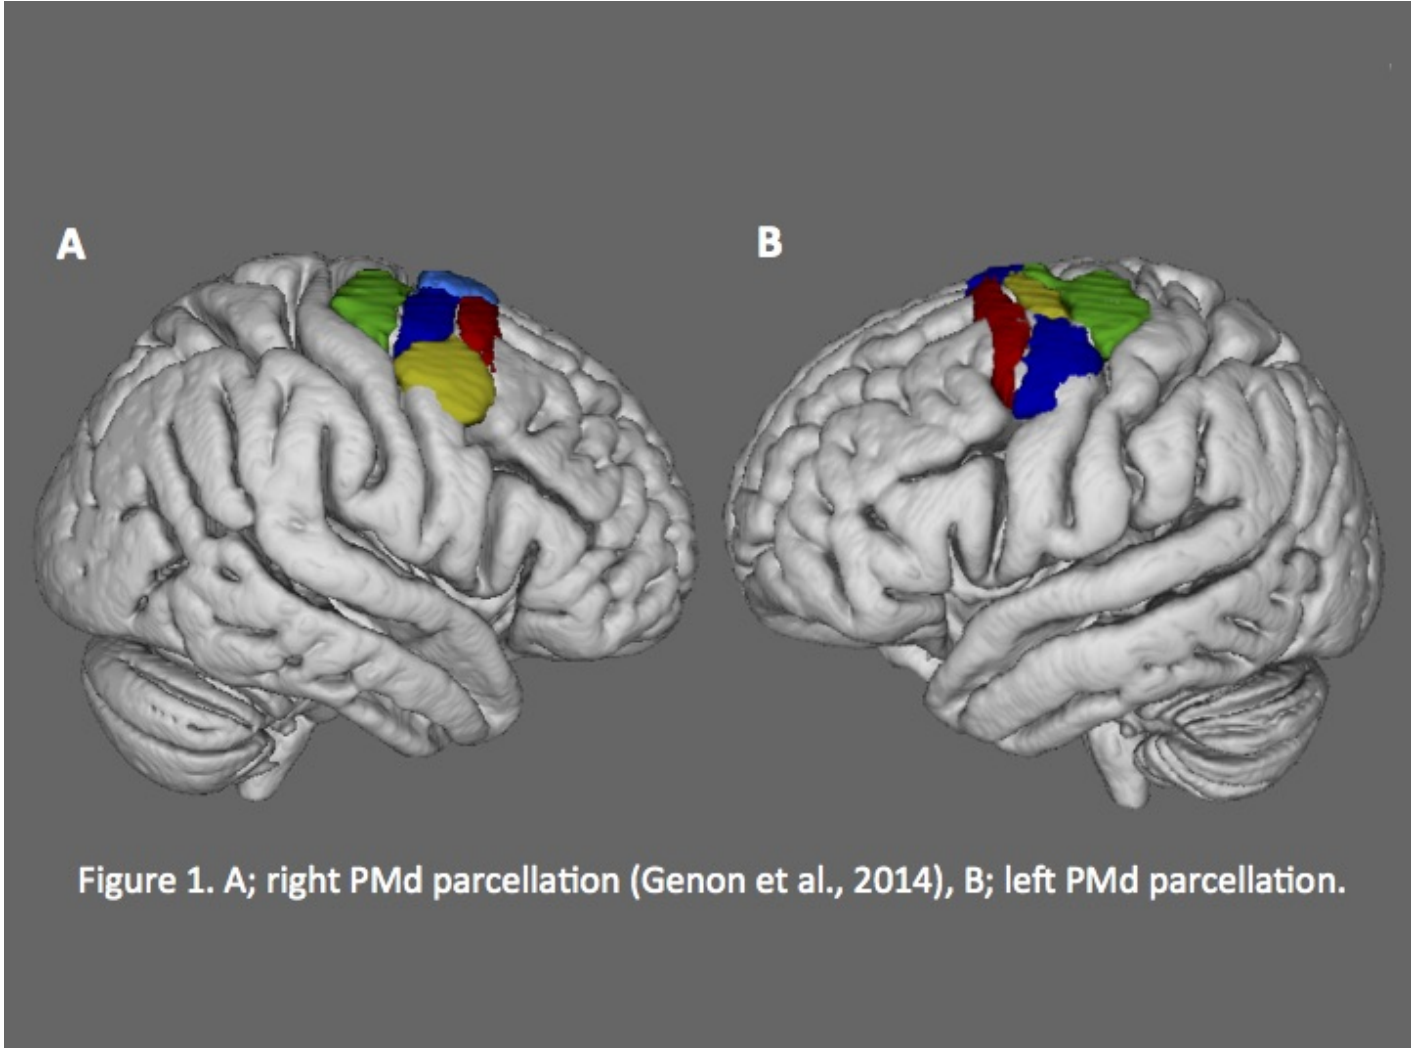 A
B
Figure 1. A; right PMd parcellation (Genon et al., 2014), B; left PMd parcellation.